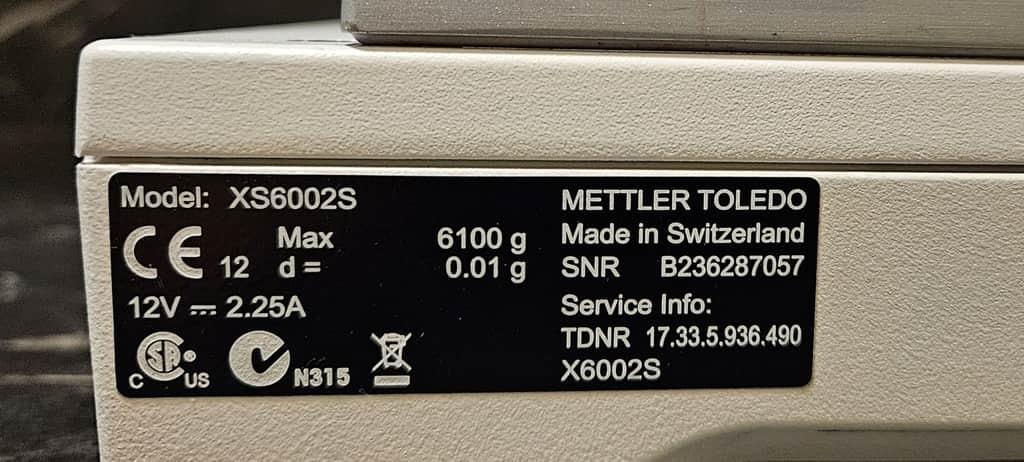 Model: XS6002S
CE 12
Max 6100 g
d = 0.01 g
12V ⎓ 2.25A
C SA US
N315
METTLER TOLEDO
Made in Switzerland
SNR B236287057
Service Info:
TDNR 17.33.5.936.490
X6002S